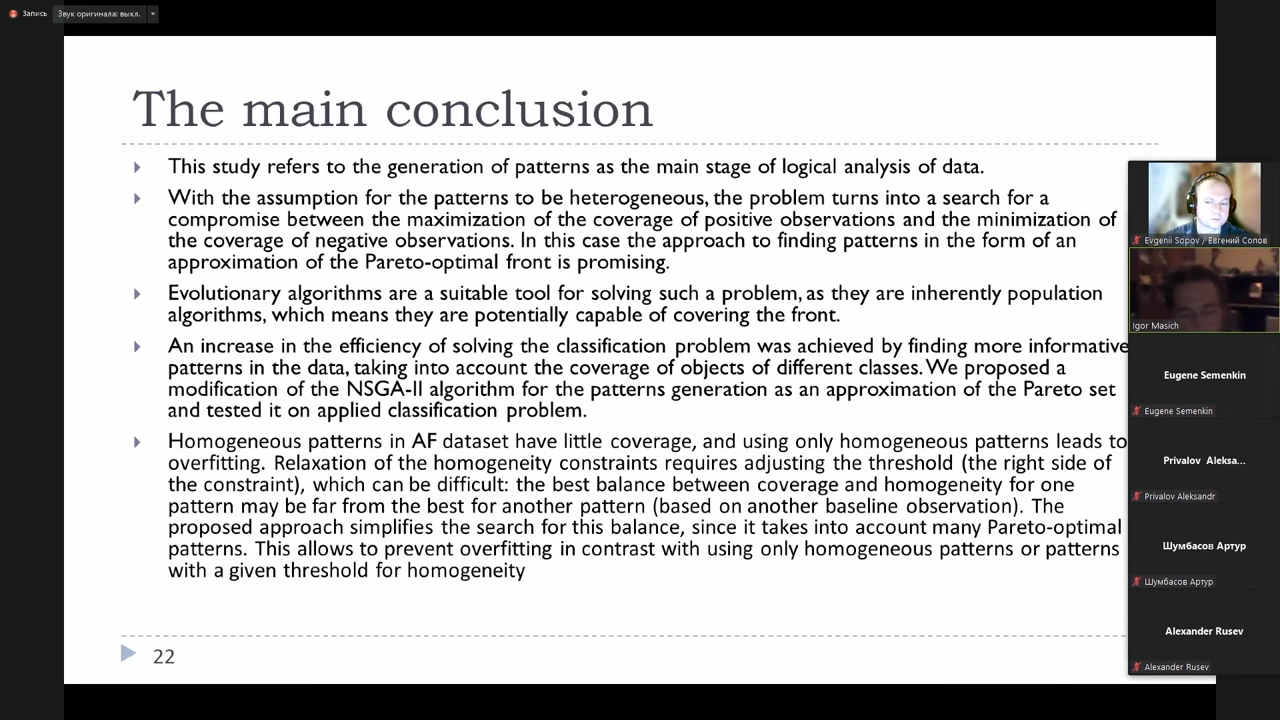 Запись
Звук оригинала: выкл.
The main conclusion
This study refers to the generation of patterns as the main stage of logical analysis of data.
With the assumption for the patterns to be heterogeneous, the problem turns into a search for a
compromise between the maximization of the coverage of positive observations and the minimization of
the coverage of negative observations. In this case the approach to finding patterns in the form of an
approximation of the Pareto-optimal front is promising.
Evolutionary algorithms are a suitable tool for solving such a problem, as they are inherently population
algorithms, which means they are potentially capable of covering the front.
An increase in the efficiency of solving the classification problem was achieved by finding more informative
patterns in the data, taking into account the coverage of objects of different classes. We proposed a
modification of the NSGA-II algorithm for the patterns generation as an approximation of the Pareto set
and tested it on applied classification problem.
Homogeneous patterns in AF dataset have little coverage, and using only homogeneous patterns leads to
overfitting. Relaxation of the homogeneity constraints requires adjusting the threshold (the right side of
the constraint), which can be difficult: the best balance between coverage and homogeneity for one
pattern may be far from the best for another pattern (based on another baseline observation). The
proposed approach simplifies the search for this balance, since it takes into account many Pareto-optimal
patterns. This allows to prevent overfitting in contrast with using only homogeneous patterns or patterns
with a given threshold for homogeneity
22
Evgenii Sopov / Евгений Сопов
Igor Masich
Eugene Semenkin
Eugene Semenkin
Privalov Aleksa...
Privalov Aleksandr
Шумбасов Артур
Шумбасов Артур
Alexander Rusev
Alexander Rusev